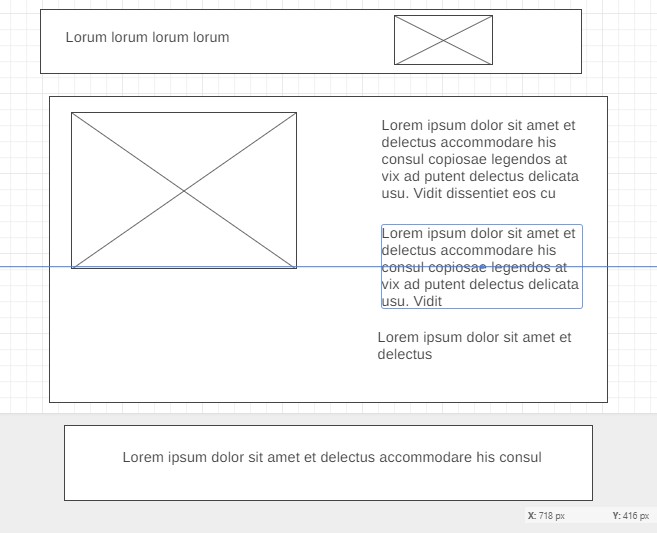 Lorum lorum lorum lorum
Lorem ipsum dolor sit amet et
delectus accommodare his
consul copiosae legendos at
vix ad putent delectus delicata
usu. Vidit dissentiet eos cu
Lorem ipsum dolor sit amet et
delectus accommodare his
consul copiosae legendos at
vix ad putent delectus delicata
usu. Vidit
Lorem ipsum dolor sit amet et
delectus
Lorem ipsum dolor sit amet et delectus accommodare his consul
X: 718 px Y: 416 px